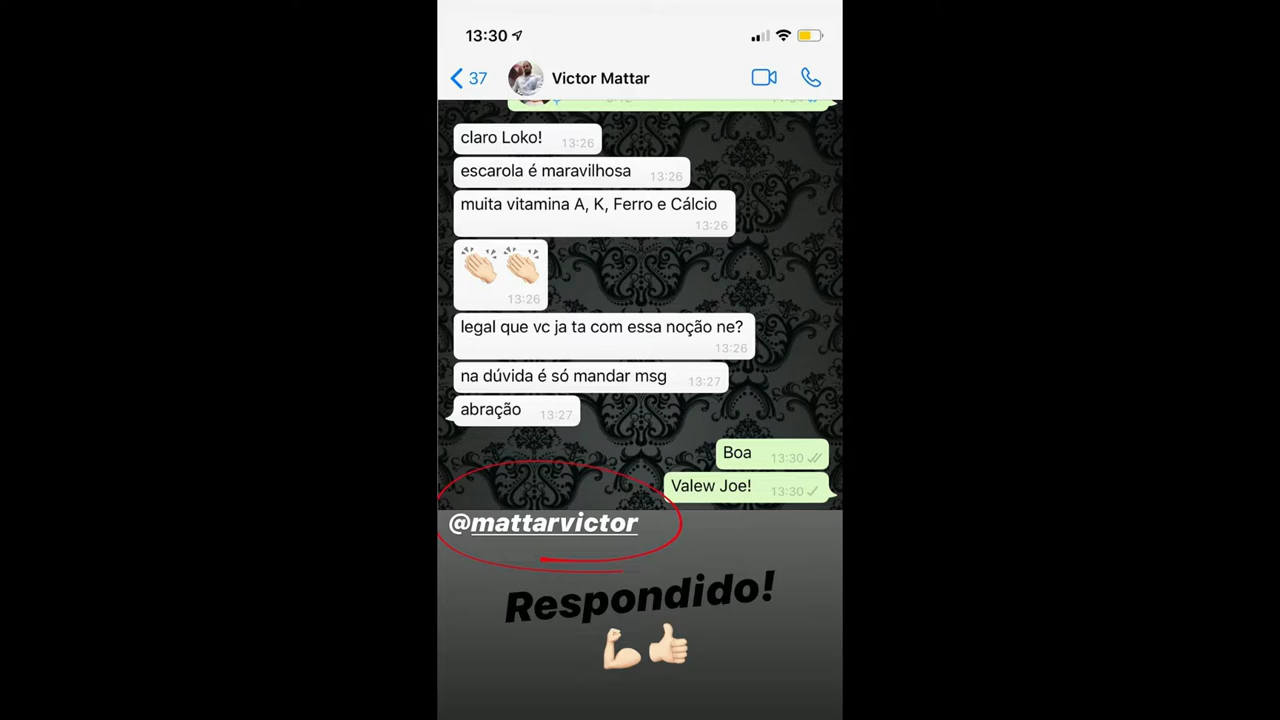 13:30
37
Victor Mattar
claro Loko!
13:26
escarola é maravilhosa
13:26
muita vitamina A, K, Ferro e Cálcio
13:26
13:26
legal que vc ja ta com essa noção ne?
13:26
na dúvida é só mandar msg
13:27
abração
13:27
Boa
13:30
Valew Joe!
13:30
@mattarvictor
Respondido!